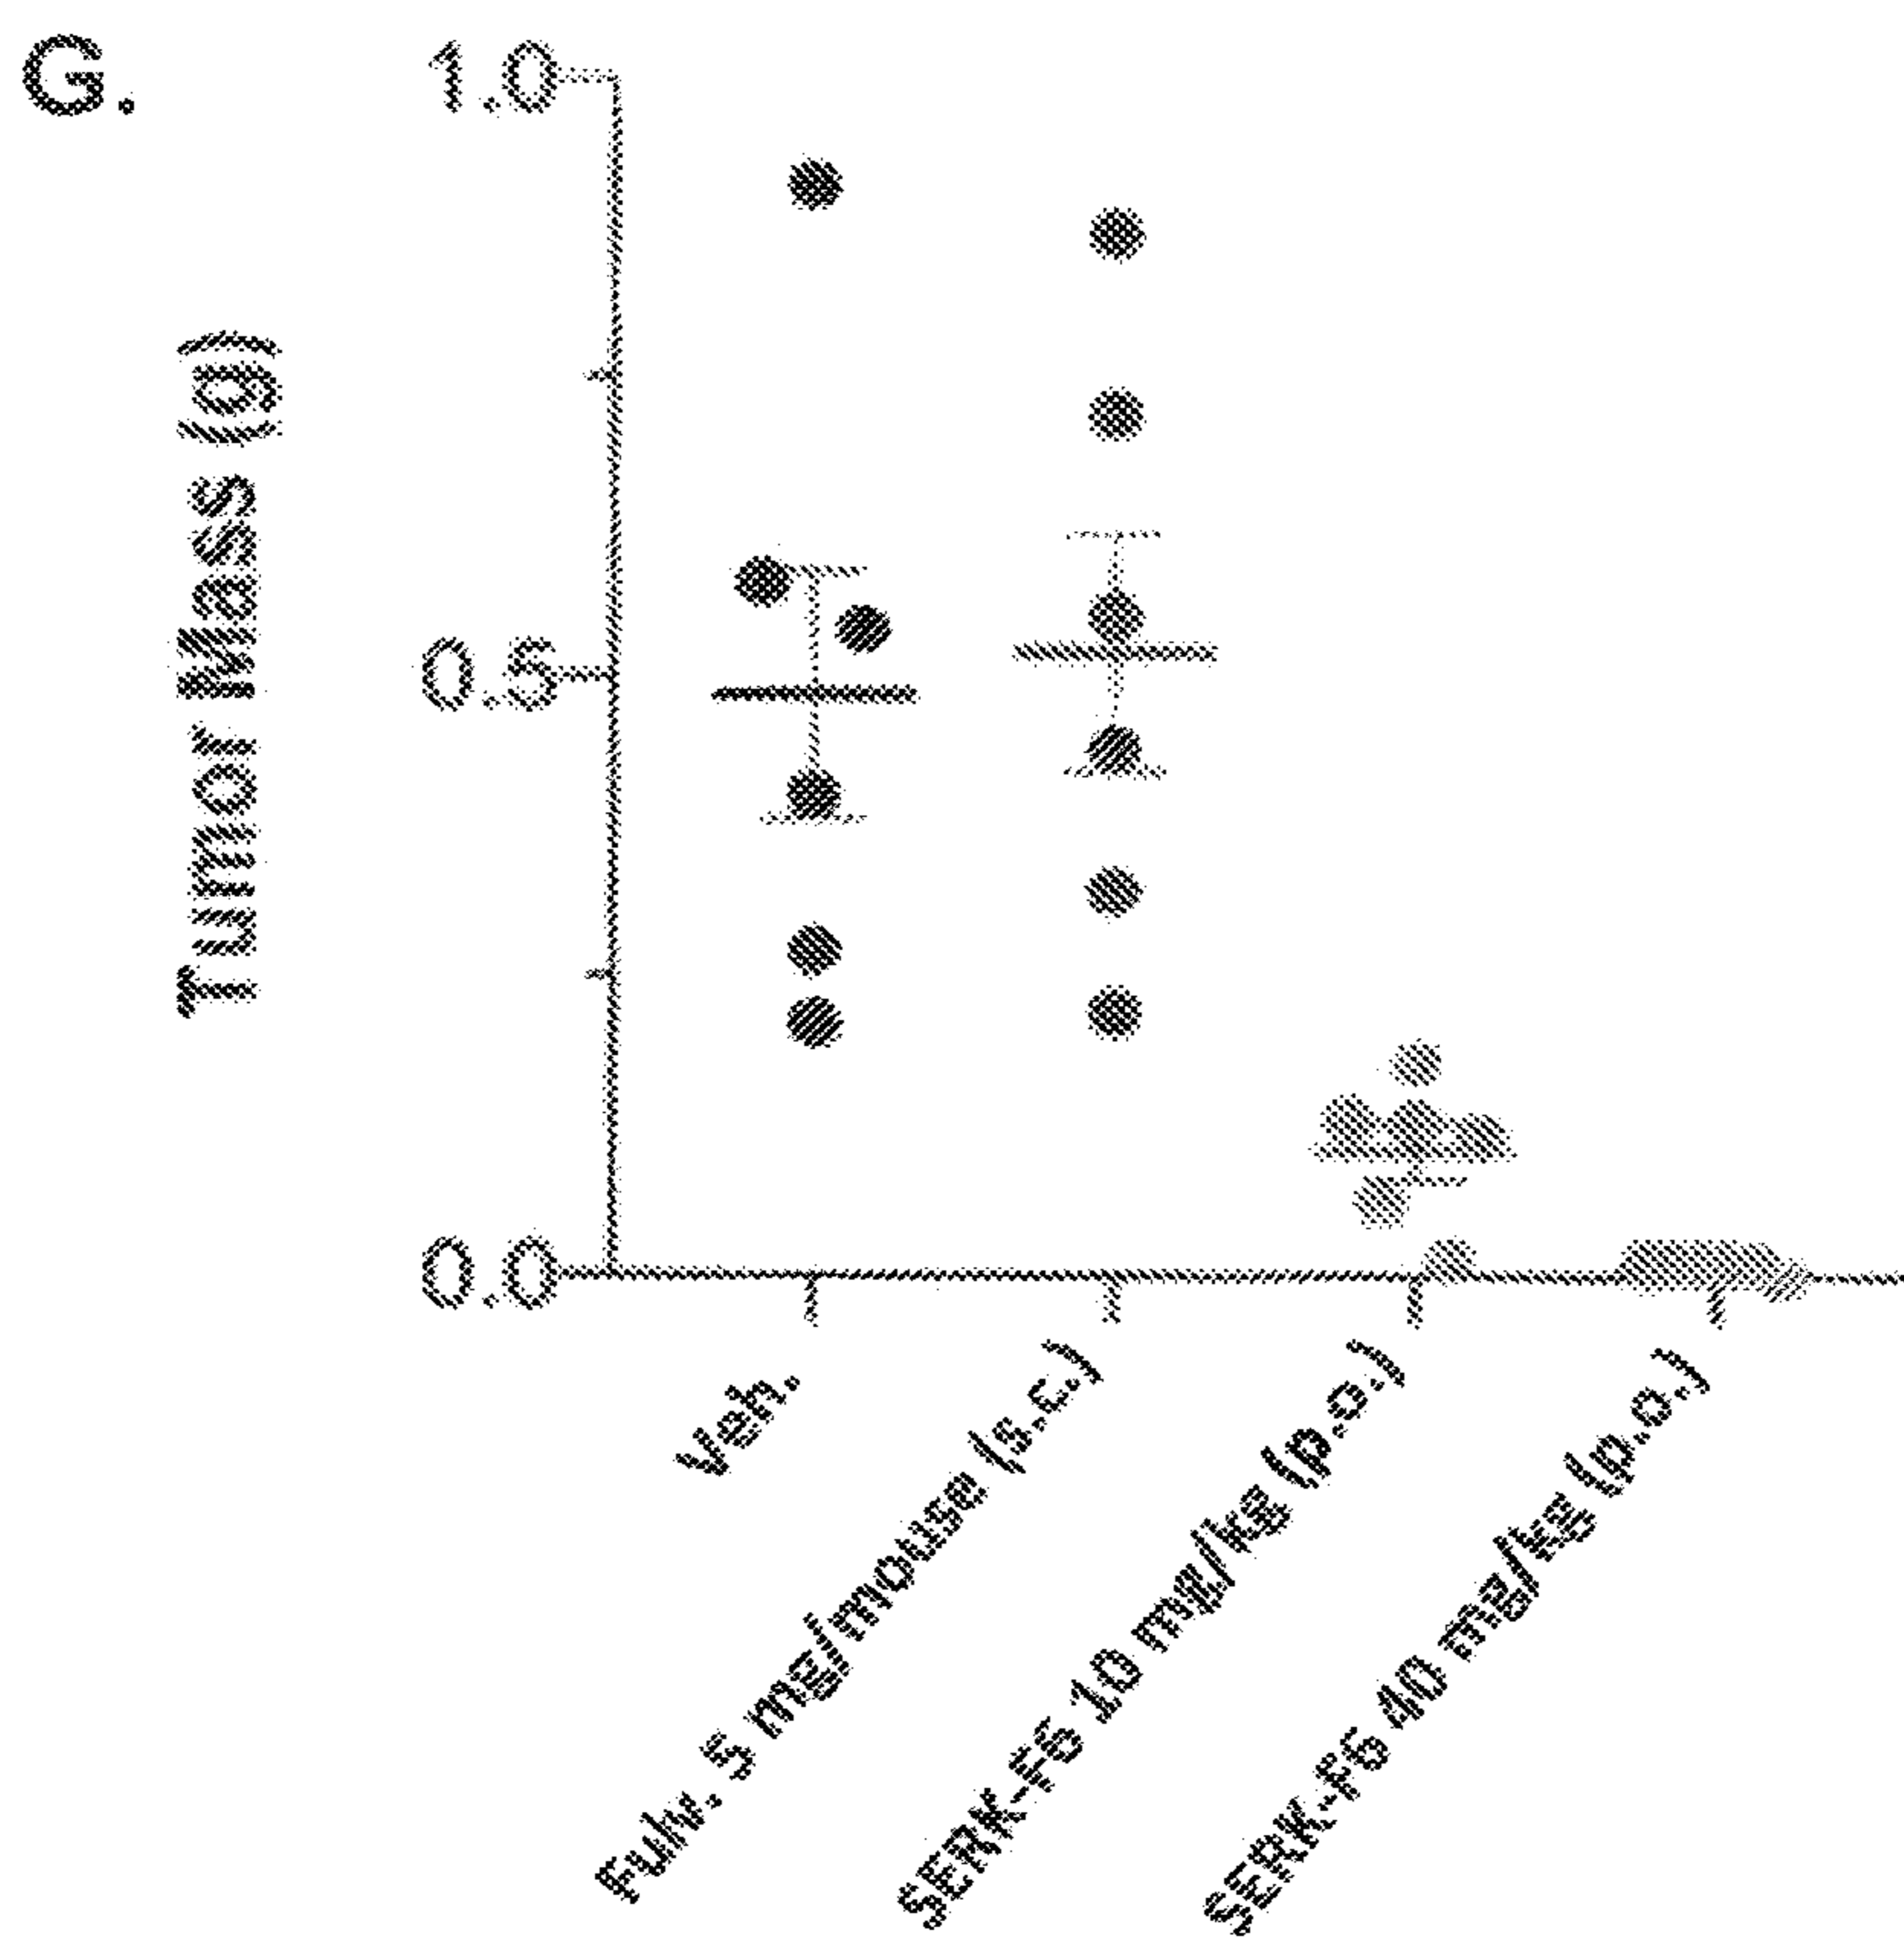 G.
1.0
0.5
0.0
Tumor Mass (g)
Veh.
Fulv. 5 mg/mouse (s.c.)
SERK-F6 10 mg/kg (p.o.)
SERK-F6 40 mg/kg (p.o.)